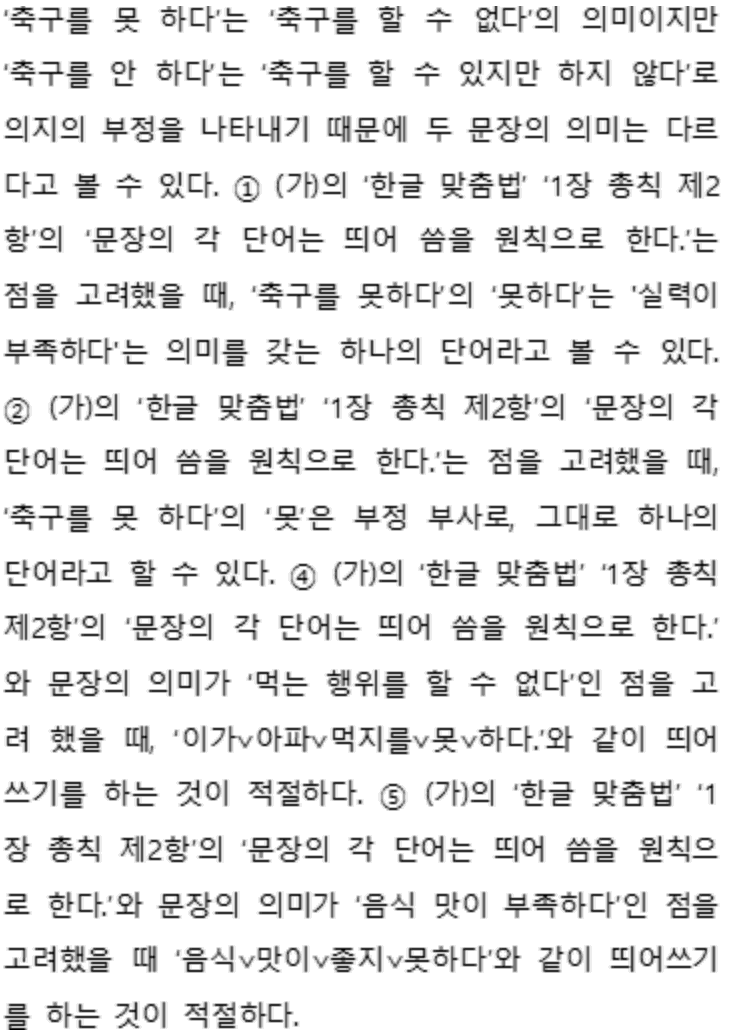 ‘축구를 못 하다’는 ‘축구를 할 수 없다’의 의미이지만
‘축구를 안 하다’는 ‘축구를 할 수 있지만 하지 않다’로
의지의 부정을 나타내기 때문에 두 문장의 의미는 다르
다고 볼 수 있다. ① (가)의 ‘한글 맞춤법’ ‘1장 총칙 제2
항’의 ‘문장의 각 단어는 띄어 씀을 원칙으로 한다.’는
점을 고려했을 때, ‘축구를 못하다’의 ‘못하다’는 '실력이
부족하다'는 의미를 갖는 하나의 단어라고 볼 수 있다.
② (가)의 ‘한글 맞춤법’ ‘1장 총칙 제2항’의 ‘문장의 각
단어는 띄어 씀을 원칙으로 한다.’는 점을 고려했을 때,
‘축구를 못 하다’의 ‘못’은 부정 부사로, 그대로 하나의
단어라고 할 수 있다. ④ (가)의 ‘한글 맞춤법’ ‘1장 총칙
제2항’의 ‘문장의 각 단어는 띄어 씀을 원칙으로 한다.’
와 문장의 의미가 ‘먹는 행위를 할 수 없다’인 점을 고
려 했을 때, ‘이가∨아파∨먹지를∨못∨하다.’와 같이 띄어
쓰기를 하는 것이 적절하다. ⑤ (가)의 ‘한글 맞춤법’ ‘1
장 총칙 제2항’의 ‘문장의 각 단어는 띄어 씀을 원칙으
로 한다.’와 문장의 의미가 ‘음식 맛이 부족하다’인 점을
고려했을 때 ‘음식∨맛이∨좋지∨못하다’와 같이 띄어쓰기
를 하는 것이 적절하다.